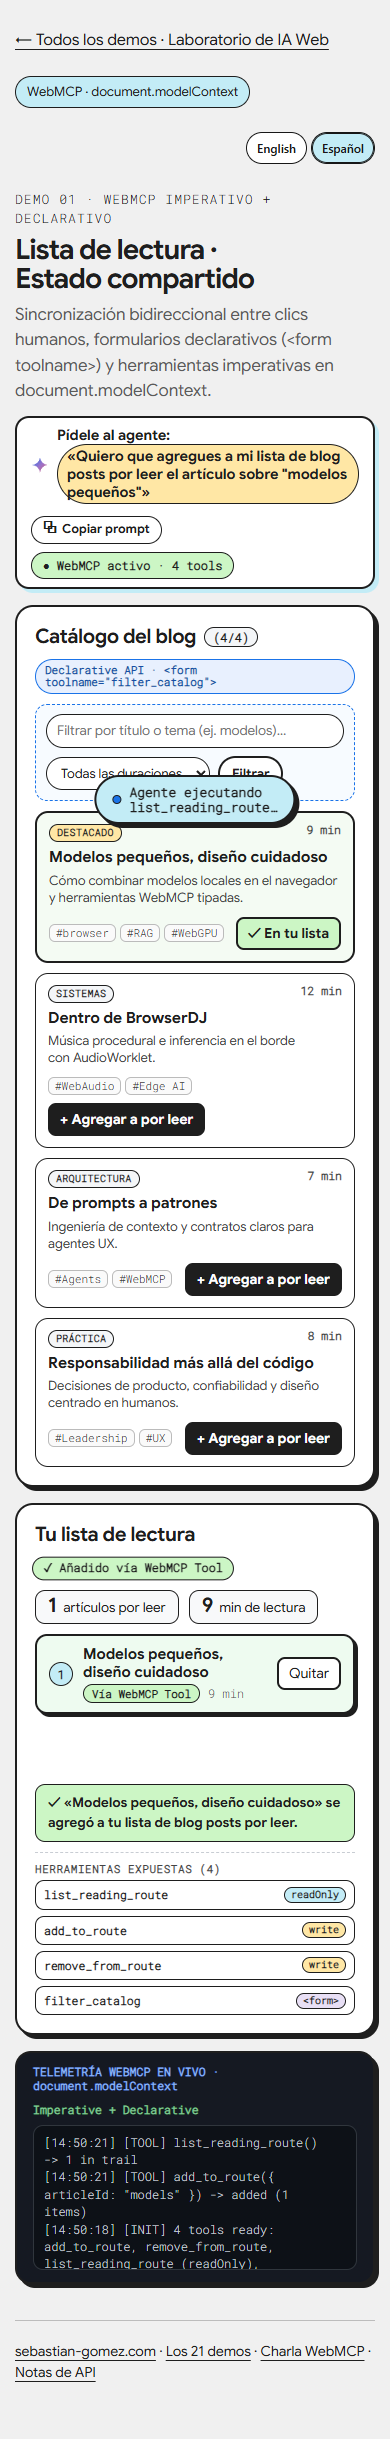 ← Todos los demos · Laboratorio de IA Web
WebMCP · document.modelContext
English Español
DEMO 01 · WEBMCP IMPERATIVO +
DECLARATIVO
Lista de lectura ·
Estado compartido
Sincronización bidireccional entre clics
humanos, formularios declarativos (<form
toolname>) y herramientas imperativas en
document.modelContext.
Pídele al agente:
«Quiero que agregues a mi lista de blog
posts por leer el artículo sobre "modelos
pequeños"»
Copiar prompt
● WebMCP activo · 4 tools
Catálogo del blog (4/4)
Declarative API · <form
toolname="filter_catalog">
Filtrar por título o tema (ej. modelos)...
Todas las duraciones Filtrar
Agente ejecutando
list_reading_route…
DESTACADO 9 min
Modelos pequeños, diseño cuidadoso
Cómo combinar modelos locales en el navegador
y herramientas WebMCP tipadas.
#browser #RAG #WebGPU ✓ En tu lista
SISTEMAS 12 min
Dentro de BrowserDJ
Música procedural e inferencia en el borde
con AudioWorklet.
#WebAudio #Edge AI
+ Agregar a por leer
ARQUITECTURA 7 min
De prompts a patrones
Ingeniería de contexto y contratos claros para
agentes UX.
#Agents #WebMCP + Agregar a por leer
PRÁCTICA 8 min
Responsabilidad más allá del código
Decisiones de producto, confiabilidad y diseño
centrado en humanos.
#Leadership #UX + Agregar a por leer
Tu lista de lectura
✓ Añadido vía WebMCP Tool
1 artículos por leer 9 min de lectura
1 Modelos pequeños,
diseño cuidadoso
Vía WebMCP Tool 9 min
Quitar
✓ «Modelos pequeños, diseño cuidadoso» se
agregó a tu lista de blog posts por leer.
HERRAMIENTAS EXPUESTAS (4)
list_reading_route readOnly
add_to_route write
remove_from_route write
filter_catalog <form>
TELEMETRÍA WEBMCP EN VIVO ·
document.modelContext
Imperative + Declarative
[14:50:21] [TOOL] list_reading_route()
-> 1 in trail
[14:50:21] [TOOL] add_to_route({
articleId: "models" }) -> added (1
items)
[14:50:18] [INIT] 4 tools ready:
add_to_route, remove_from_route,
list_reading_route (readOnly),
sebastian-gomez.com · Los 21 demos · Charla WebMCP ·
Notas de API